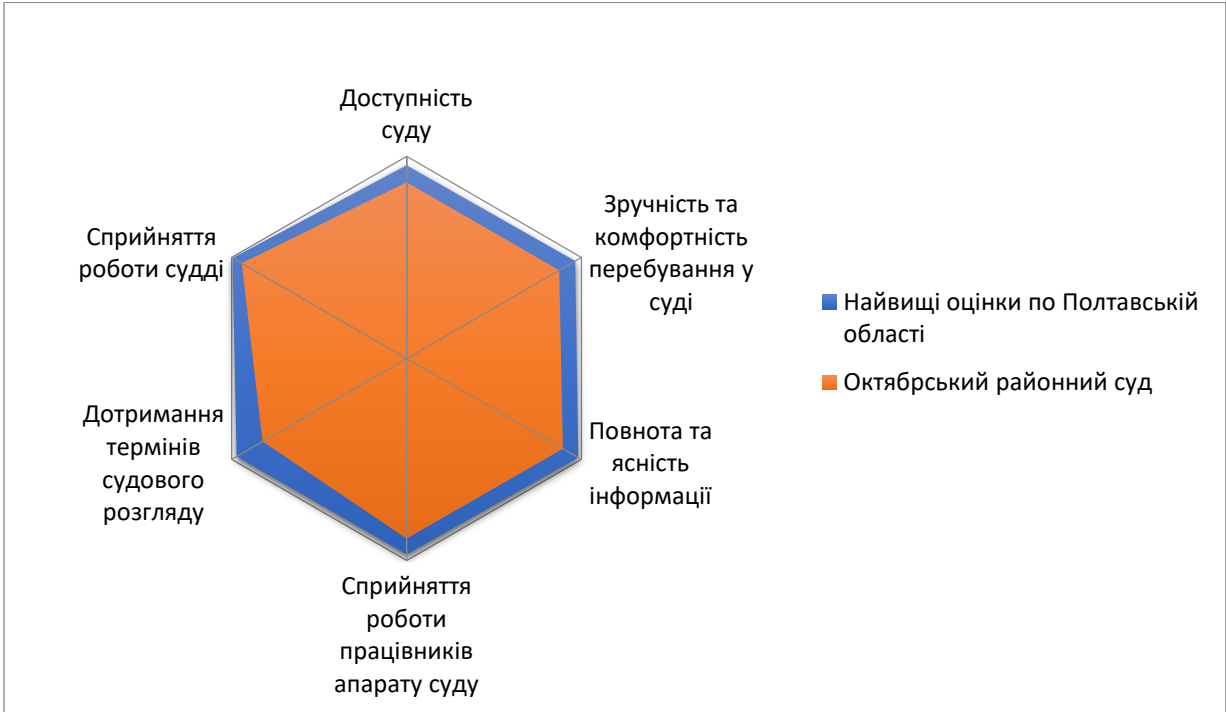 Доступність
суду
Зручність та
комфортність
перебування у
суді
Повнота та
ясність
інформації
Сприйняття
роботи
працівників
апарату суду
Дотримання
термінів
судового
розгляду
Сприйняття
роботи судді
Найвищі оцінки по Полтавській
області
Октябрський районний суд